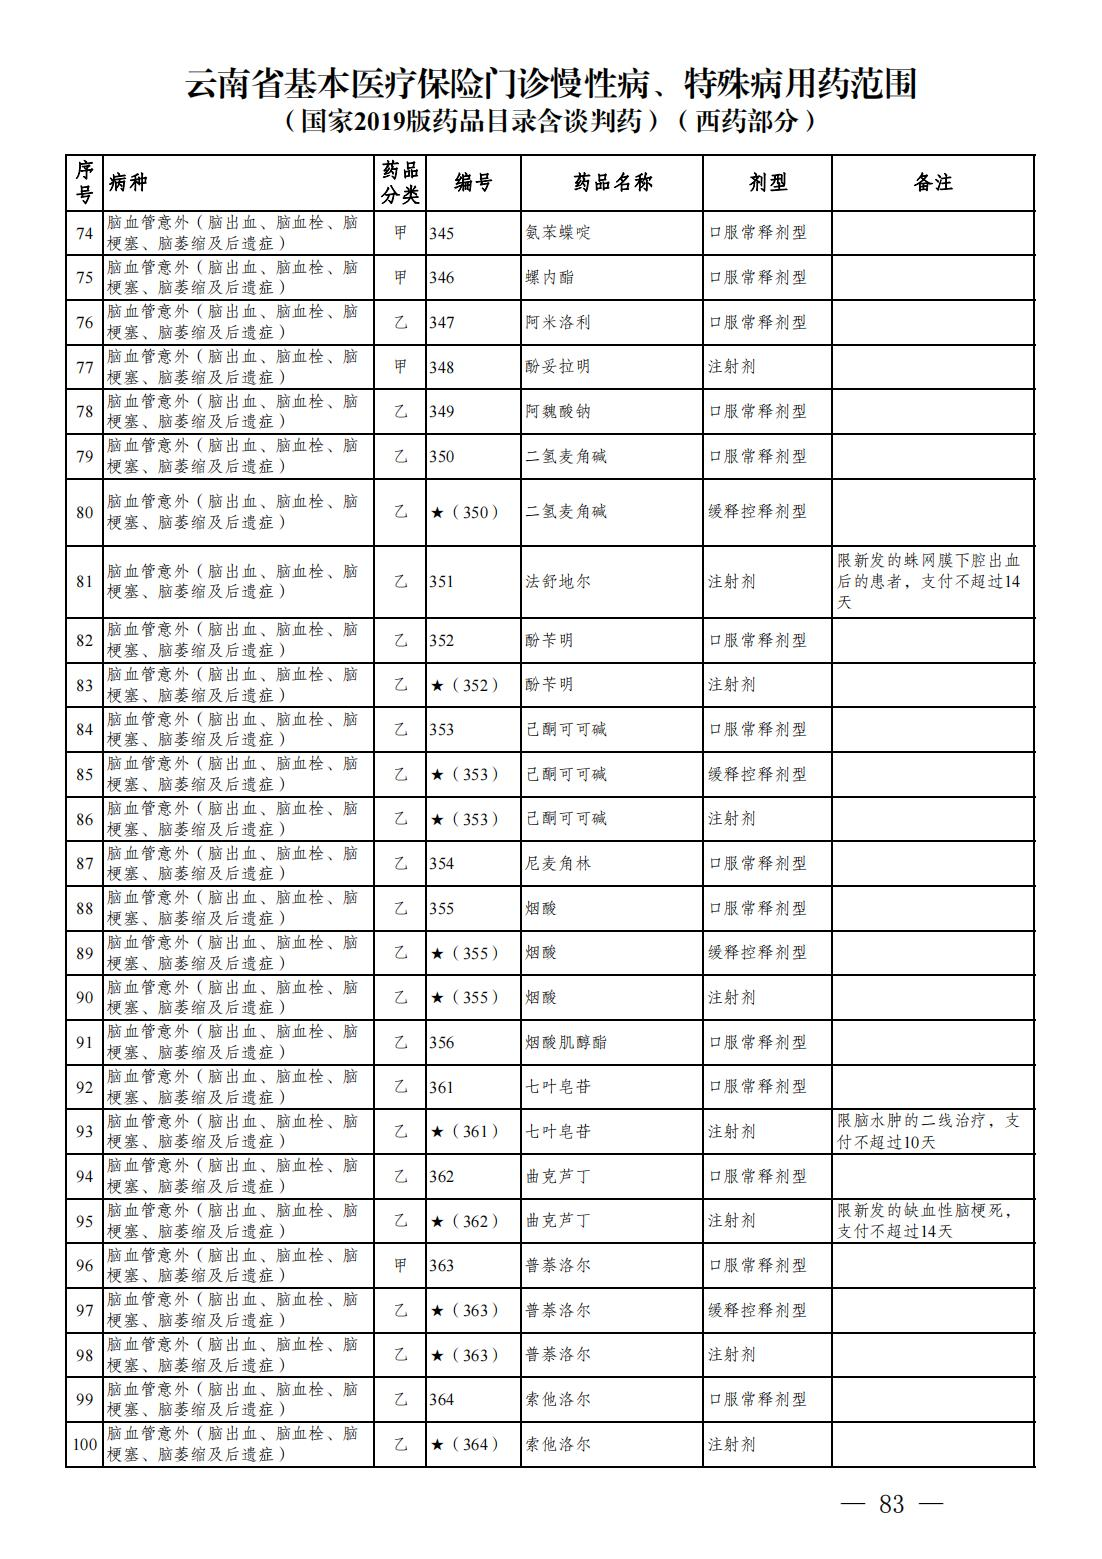 云南省基本医疗保险门诊慢性病、特殊病用药范围
（国家2019版药品目录含谈判药）（西药部分）
序号 病种 药品分类 编号 药品名称 剂型 备注
74 脑血管意外（脑出血、脑血栓、脑梗塞、脑萎缩及后遗症） 甲 345 氨苯蝶啶 口服常释剂型
75 脑血管意外（脑出血、脑血栓、脑梗塞、脑萎缩及后遗症） 甲 346 螺内酯 口服常释剂型
76 脑血管意外（脑出血、脑血栓、脑梗塞、脑萎缩及后遗症） 乙 347 阿米洛利 口服常释剂型
77 脑血管意外（脑出血、脑血栓、脑梗塞、脑萎缩及后遗症） 甲 348 酚妥拉明 注射剂
78 脑血管意外（脑出血、脑血栓、脑梗塞、脑萎缩及后遗症） 乙 349 阿魏酸钠 口服常释剂型
79 脑血管意外（脑出血、脑血栓、脑梗塞、脑萎缩及后遗症） 乙 350 二氢麦角碱 口服常释剂型
80 脑血管意外（脑出血、脑血栓、脑梗塞、脑萎缩及后遗症） 乙 ★（350） 二氢麦角碱 缓释控释剂型
81 脑血管意外（脑出血、脑血栓、脑梗塞、脑萎缩及后遗症） 乙 351 法舒地尔 注射剂 限新发的蛛网膜下腔出血后的患者，支付不超过14天
82 脑血管意外（脑出血、脑血栓、脑梗塞、脑萎缩及后遗症） 乙 352 酚苄明 口服常释剂型
83 脑血管意外（脑出血、脑血栓、脑梗塞、脑萎缩及后遗症） 乙 ★（352） 酚苄明 注射剂
84 脑血管意外（脑出血、脑血栓、脑梗塞、脑萎缩及后遗症） 乙 353 己酮可可碱 口服常释剂型
85 脑血管意外（脑出血、脑血栓、脑梗塞、脑萎缩及后遗症） 乙 ★（353） 己酮可可碱 缓释控释剂型
86 脑血管意外（脑出血、脑血栓、脑梗塞、脑萎缩及后遗症） 乙 ★（353） 己酮可可碱 注射剂
87 脑血管意外（脑出血、脑血栓、脑梗塞、脑萎缩及后遗症） 乙 354 尼麦角林 口服常释剂型
88 脑血管意外（脑出血、脑血栓、脑梗塞、脑萎缩及后遗症） 乙 355 烟酸 口服常释剂型
89 脑血管意外（脑出血、脑血栓、脑梗塞、脑萎缩及后遗症） 乙 ★（355） 烟酸 缓释控释剂型
90 脑血管意外（脑出血、脑血栓、脑梗塞、脑萎缩及后遗症） 乙 ★（355） 烟酸 注射剂
91 脑血管意外（脑出血、脑血栓、脑梗塞、脑萎缩及后遗症） 乙 356 烟酸肌醇酯 口服常释剂型
92 脑血管意外（脑出血、脑血栓、脑梗塞、脑萎缩及后遗症） 乙 361 七叶皂苷 口服常释剂型
93 脑血管意外（脑出血、脑血栓、脑梗塞、脑萎缩及后遗症） 乙 ★（361） 七叶皂苷 注射剂 限脑水肿的二线治疗，支付不超过10天
94 脑血管意外（脑出血、脑血栓、脑梗塞、脑萎缩及后遗症） 乙 362 曲克芦丁 口服常释剂型
95 脑血管意外（脑出血、脑血栓、脑梗塞、脑萎缩及后遗症） 乙 ★（362） 曲克芦丁 注射剂 限新发的缺血性脑梗死，支付不超过14天
96 脑血管意外（脑出血、脑血栓、脑梗塞、脑萎缩及后遗症） 甲 363 普萘洛尔 口服常释剂型
97 脑血管意外（脑出血、脑血栓、脑梗塞、脑萎缩及后遗症） 乙 ★（363） 普萘洛尔 缓释控释剂型
98 脑血管意外（脑出血、脑血栓、脑梗塞、脑萎缩及后遗症） 乙 ★（363） 普萘洛尔 注射剂
99 脑血管意外（脑出血、脑血栓、脑梗塞、脑萎缩及后遗症） 乙 364 索他洛尔 口服常释剂型
100 脑血管意外（脑出血、脑血栓、脑梗塞、脑萎缩及后遗症） 乙 ★（364） 索他洛尔 注射剂
— 83 —